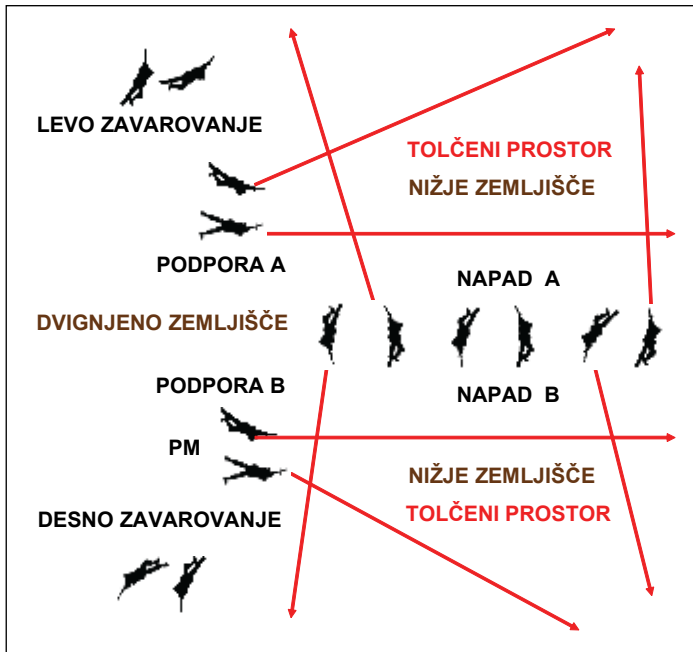 LEVO ZAVAROVANJE
TOLČENI PROSTOR
NIŽJE ZEMLJIŠČE
PODPORA A
NAPAD A
DVIGNJENO ZEMLJIŠČE
PODPORA B
NAPAD B
PM
NIŽJE ZEMLJIŠČE
DESNO ZAVAROVANJE
TOLČENI PROSTOR